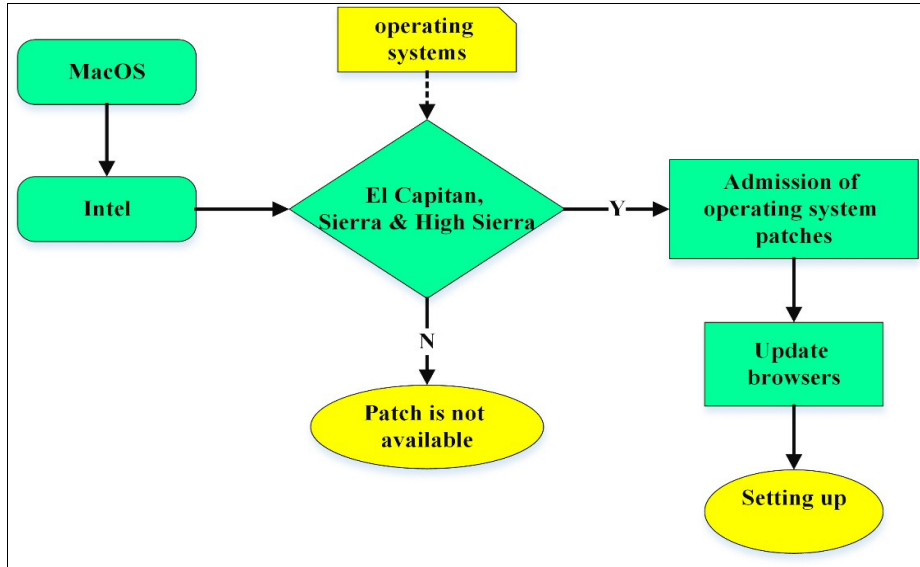 operating
systems
MacOS
Intel
El Capitan,
Sierra & High Sierra
Y
Admission of
operating system
patches
N
Update
browsers
Patch is not
available
Setting up